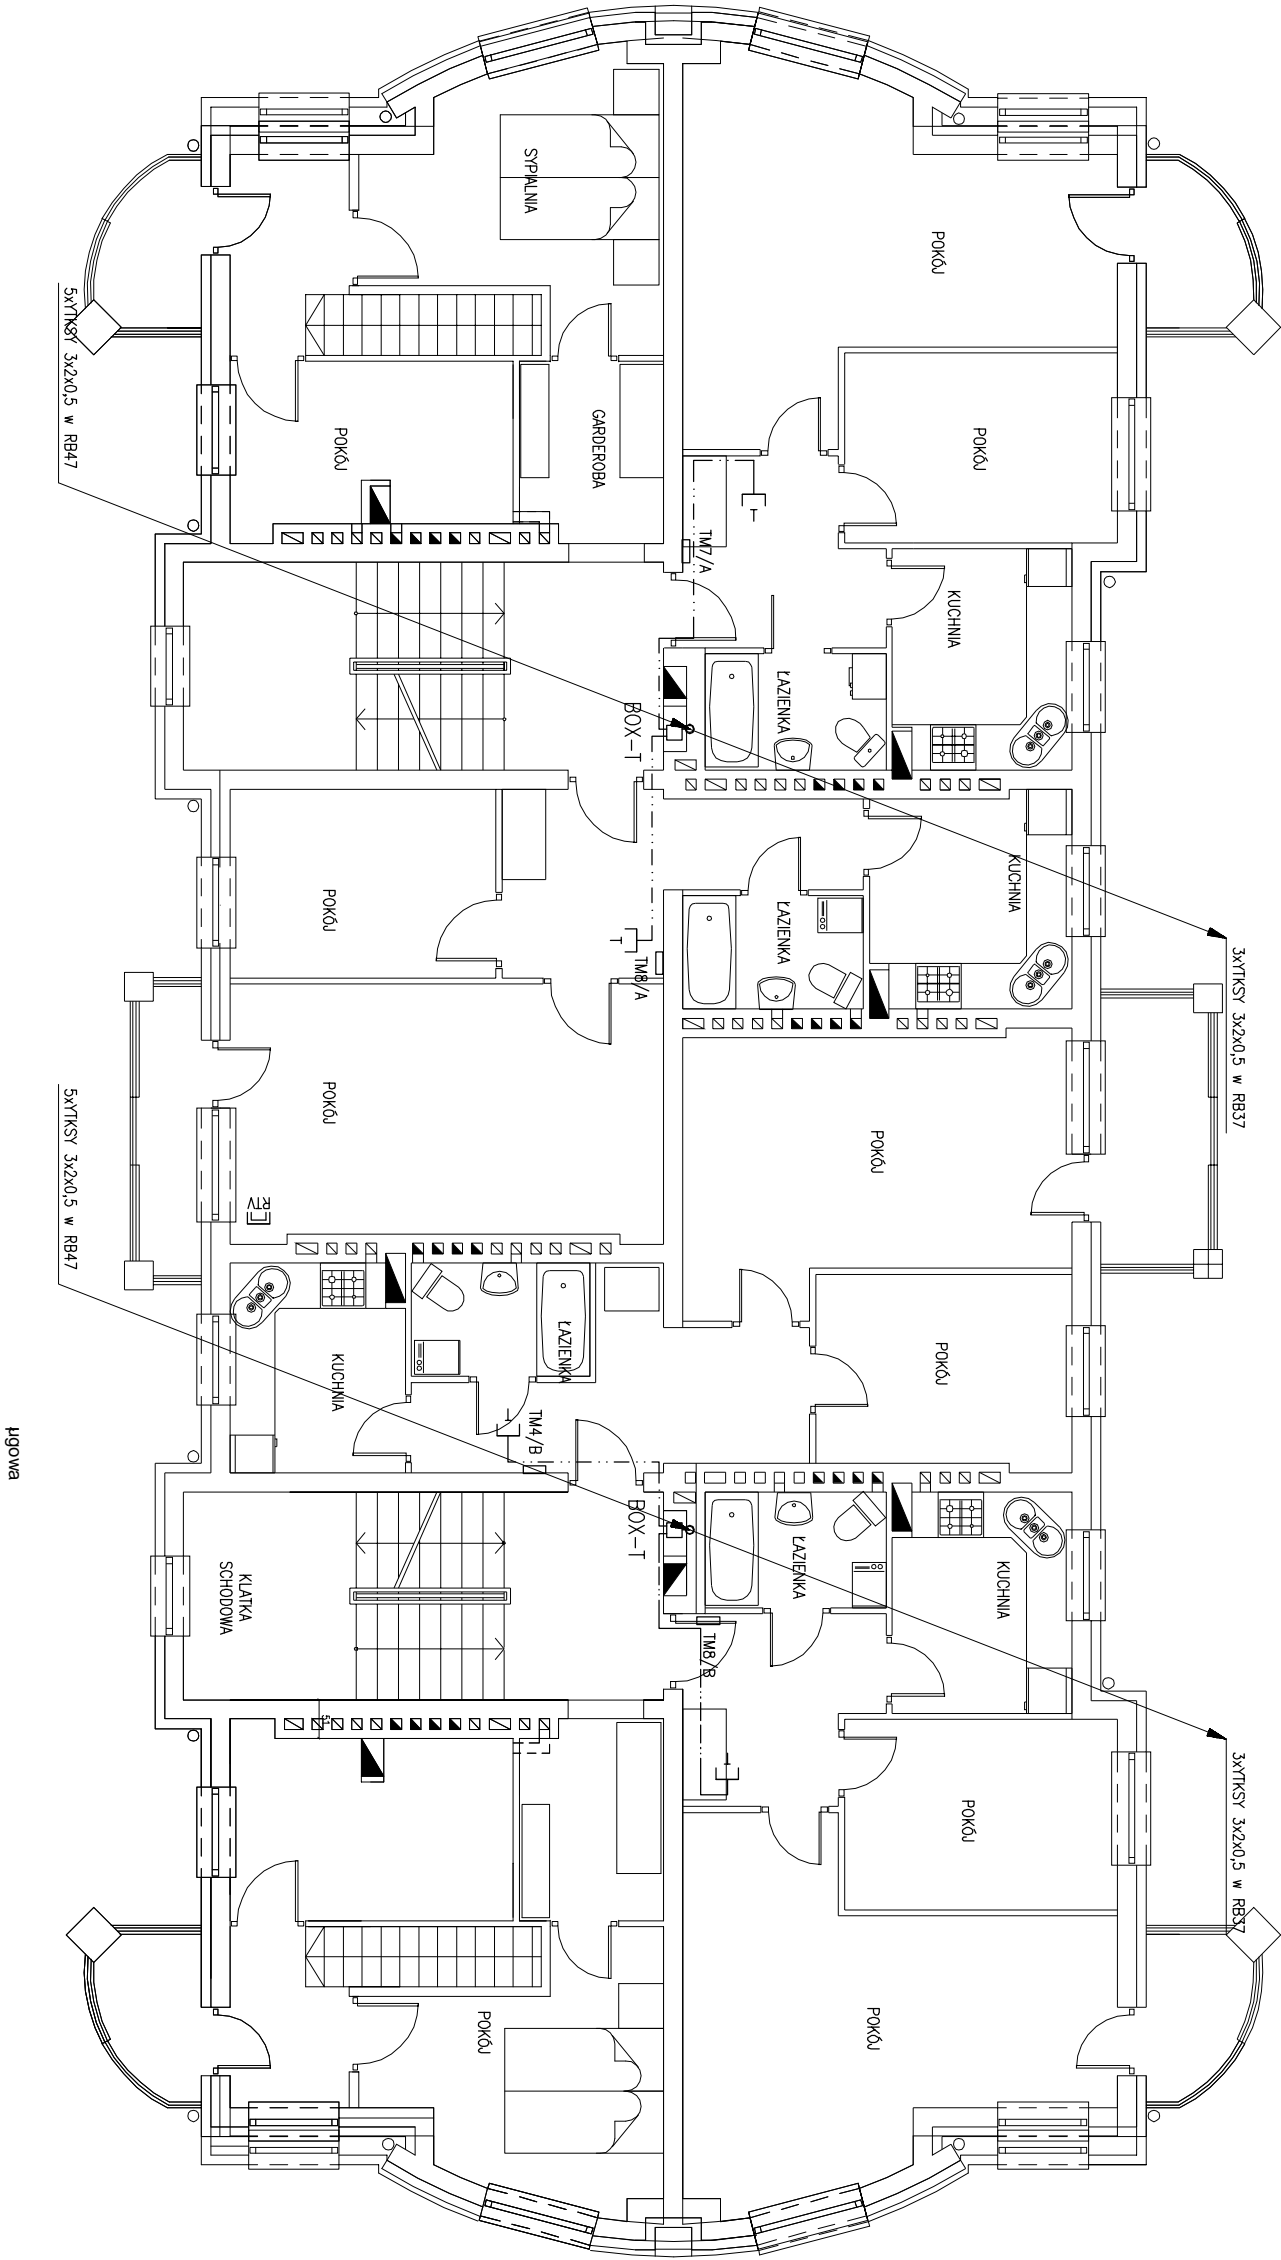 SYPIALNIA
POKÓJ
5xYTKSY 3x2x0,5 w RB47
POKÓJ
GARDEROBA
POKÓJ
TM7/A
T
KUCHNIA
ŁAZIENKA
BOX-T
KUCHNIA
ŁAZIENKA
POKÓJ
T
TM8/A
3xYTKSY 3x2x0,5 w RB37
POKÓJ
POKÓJ
5xYTKSY 3x2x0,5 w RB47
RTV
ŁAZIENKA
KUCHNIA
POKÓJ
T
TM4/B
BOX-T
ŁAZIENKA
KUCHNIA
KLATKA
SCHODOWA
TM8/B
51
T
POKÓJ
3xYTKSY 3x2x0,5 w RB37
POKÓJ
POKÓJ
µgowa